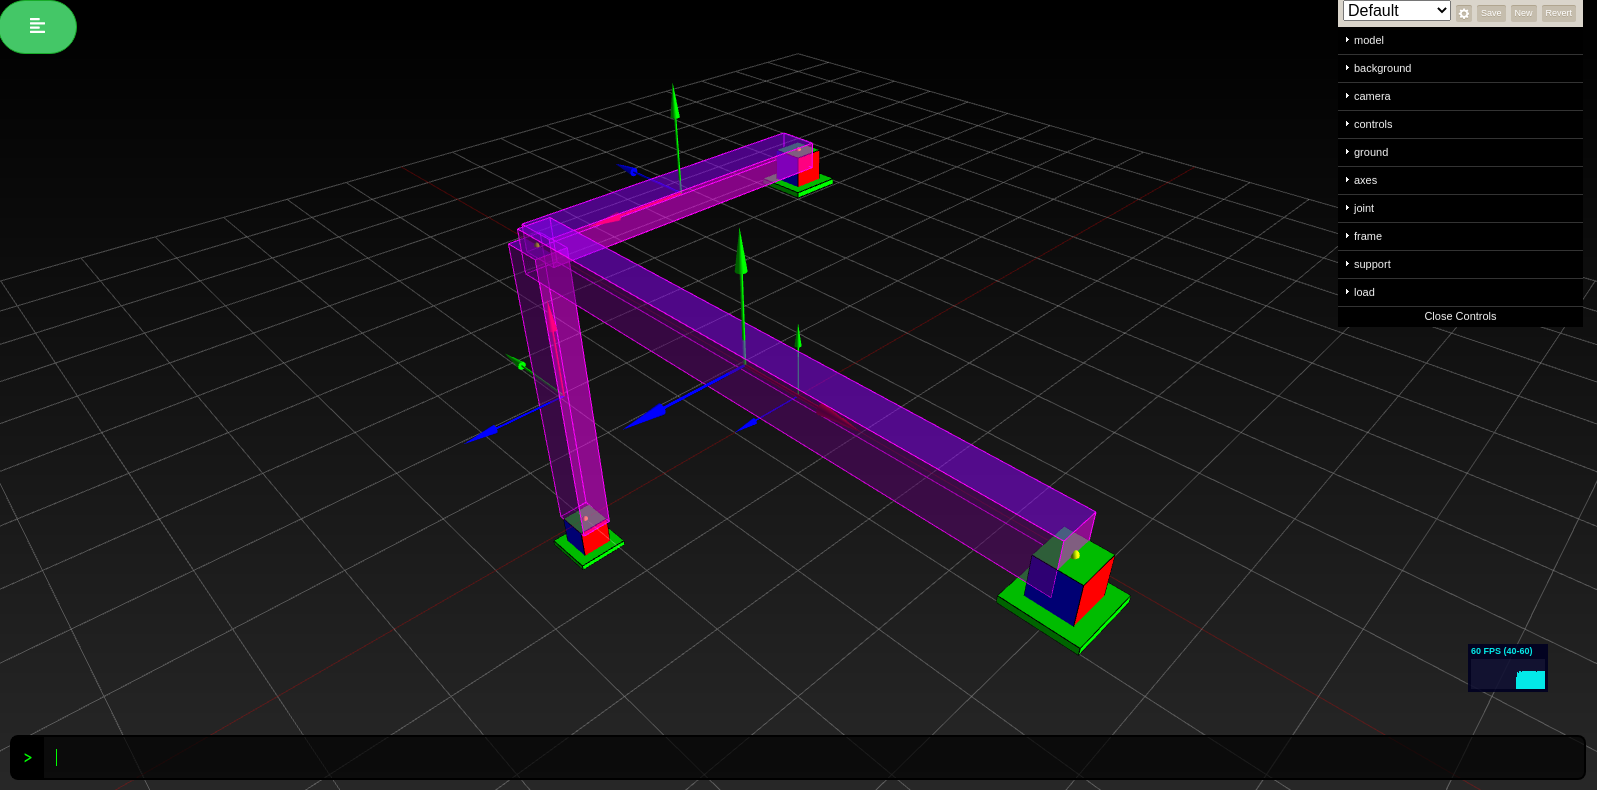 Default
Save
New
Revert
model
background
camera
controls
ground
axes
joint
frame
support
load
Close Controls
60 FPS (40-60)
>